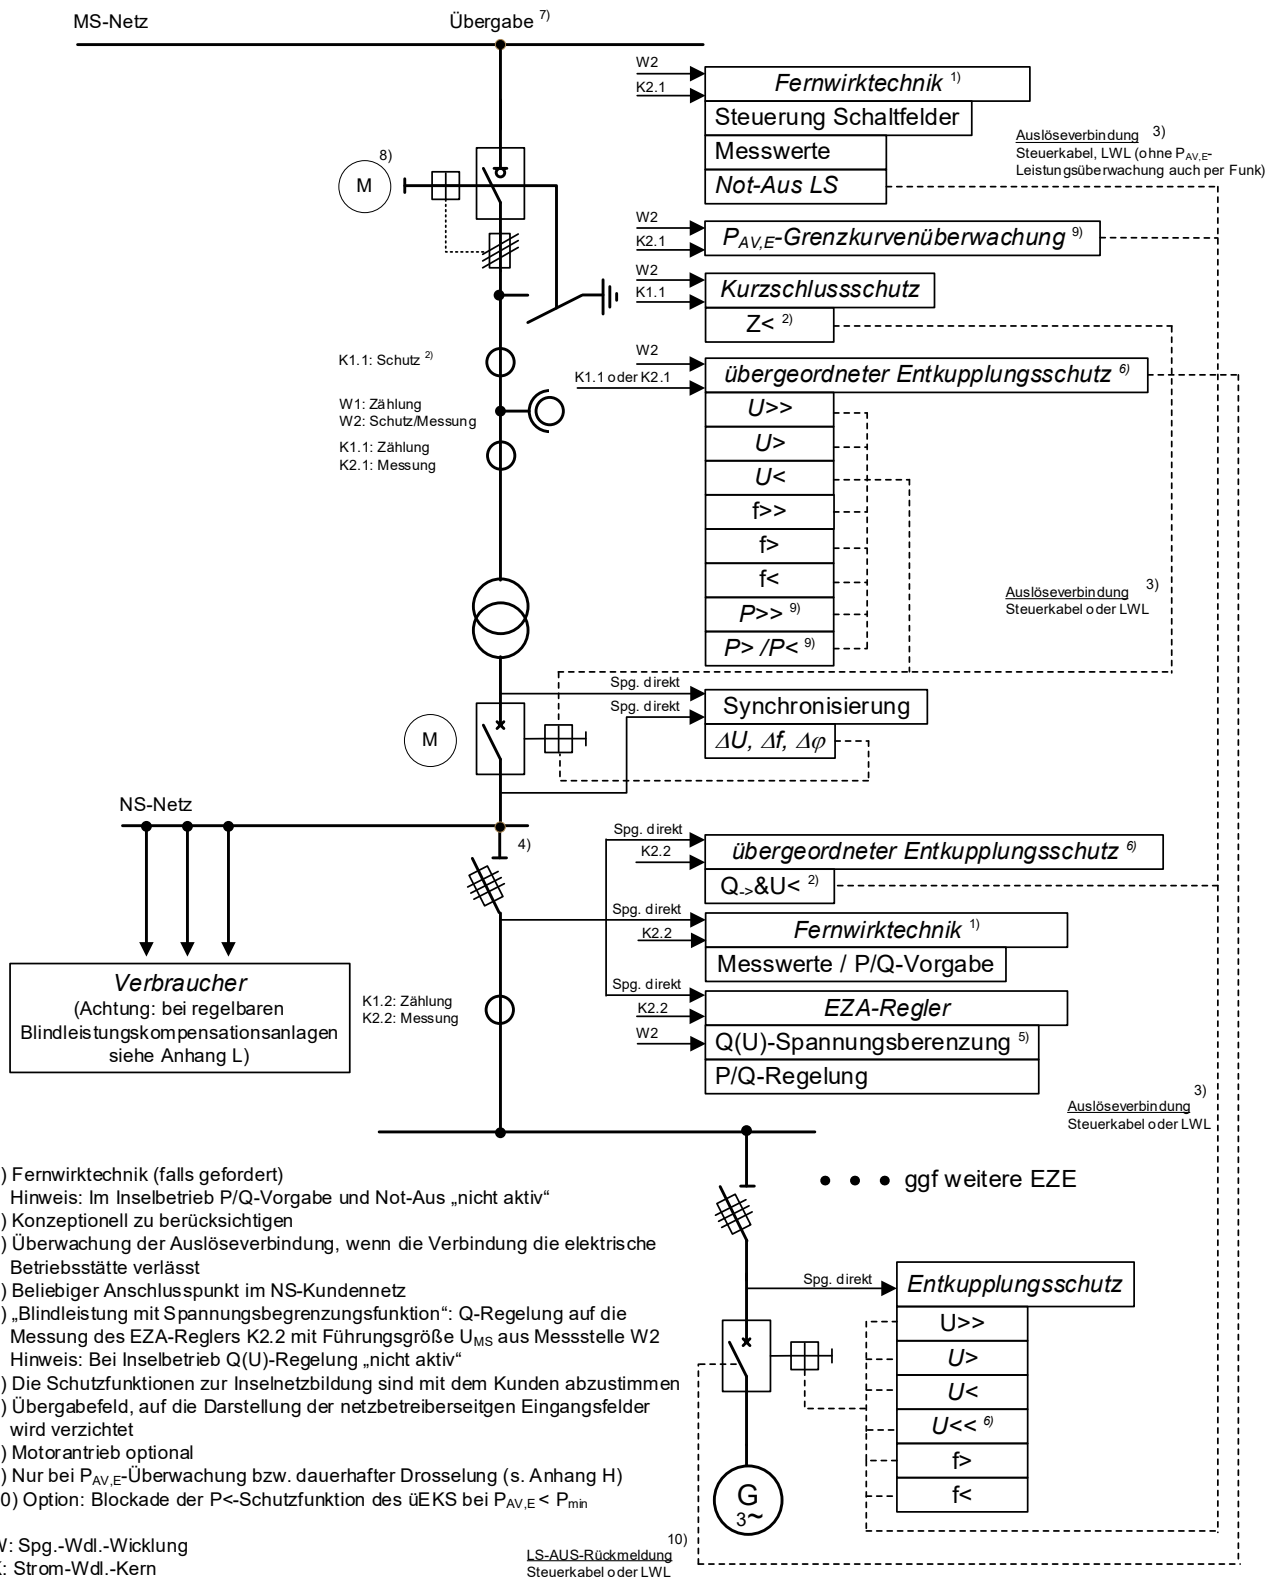 MS-Netz
Übergabe 7)
W2
K2.1
Fernwirktechnik 1)
Steuerung Schaltfelder
Messwerte
Not-Aus LS
Auslöseverbindung 3)
Steuerkabel, LWL (ohne PAV,E-
Leistungsüberwachung auch per Funk)
8)
M
W2
K2.1
PAV,E-Grenzkurvenüberwachung 9)
W2
K1.1
Kurzschlussschutz
Z< 2)
K1.1: Schutz 2)
W2
K1.1 oder K2.1
übergeordneter Entkupplungsschutz 6)
U>>
U>
U<
f>>
f>
f<
P>> 9)
P> /P< 9)
W1: Zählung
W2: Schutz/Messung
K1.1: Zählung
K2.1: Messung
Auslöseverbindung 3)
Steuerkabel oder LWL
Spg. direkt
Spg. direkt
Synchronisierung
ΔU, Δf, Δφ
M
NS-Netz
4)
Spg. direkt
K2.2
übergeordneter Entkupplungsschutz 6)
Q->&U< 2)
Spg. direkt
K2.2
Fernwirktechnik 1)
Messwerte / P/Q-Vorgabe
Verbraucher
(Achtung: bei regelbaren
Blindleistungskompensationsanlagen
siehe Anhang L)
K1.2: Zählung
K2.2: Messung
Spg. direkt
K2.2
W2
EZA-Regler
Q(U)-Spannungsberenzung 5)
P/Q-Regelung
3)
Auslöseverbindung
Steuerkabel oder LWL
) Fernwirktechnik (falls gefordert)
Hinweis: Im Inselbetrieb P/Q-Vorgabe und Not-Aus „nicht aktiv“
) Konzeptionell zu berücksichtigen
) Überwachung der Auslöseverbindung, wenn die Verbindung die elektrische
Betriebsstätte verlässt
) Beliebiger Anschlusspunkt im NS-Kundennetz
) „Blindleistung mit Spannungsbegrenzungsfunktion“: Q-Regelung auf die
Messung des EZA-Reglers K2.2 mit Führungsgröße UMS aus Messstelle W2
Hinweis: Bei Inselbetrieb Q(U)-Regelung „nicht aktiv“
) Die Schutzfunktionen zur Inselnetzbildung sind mit dem Kunden abzustimmen
) Übergabefeld, auf die Darstellung der netzbetreiberseitgen Eingangsfelder
wird verzichtet
) Motorantrieb optional
) Nur bei PAV,E-Überwachung bzw. dauerhafter Drosselung (s. Anhang H)
0) Option: Blockade der P<-Schutzfunktion des üEKS bei PAV,E < Pmin
: Spg.-Wdl.-Wicklung
: Strom-Wdl.-Kern
• • • ggf weitere EZE
Spg. direkt
Entkupplungsschutz
U>>
U>
U<
U<< 6)
f>
f<
G
3~
10)
LS-AUS-Rückmeldung
Steuerkabel oder LWL